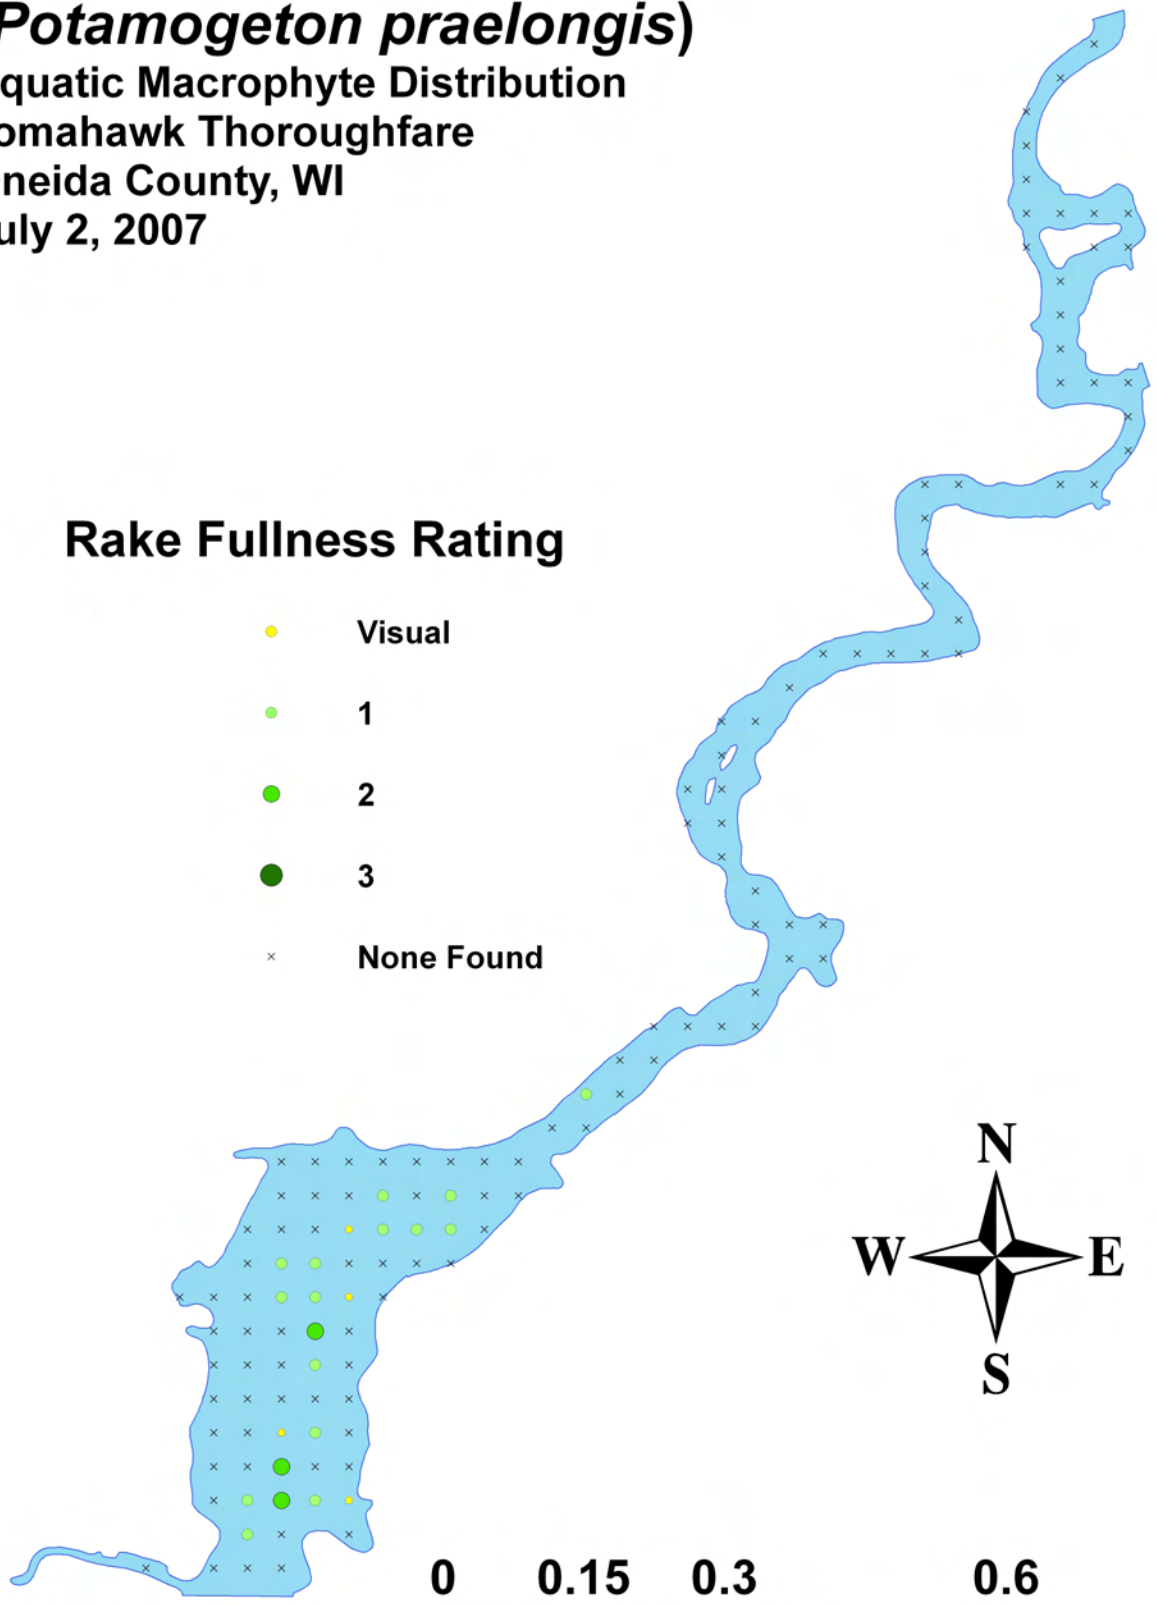 Potamogeton praelongis)
quatic Macrophyte Distribution
omahawk Thoroughfare
neida County, WI
uly 2, 2007
Rake Fullness Rating
Visual
1
2
3
None Found
N
W E
S
0 0.15 0.3 0.6